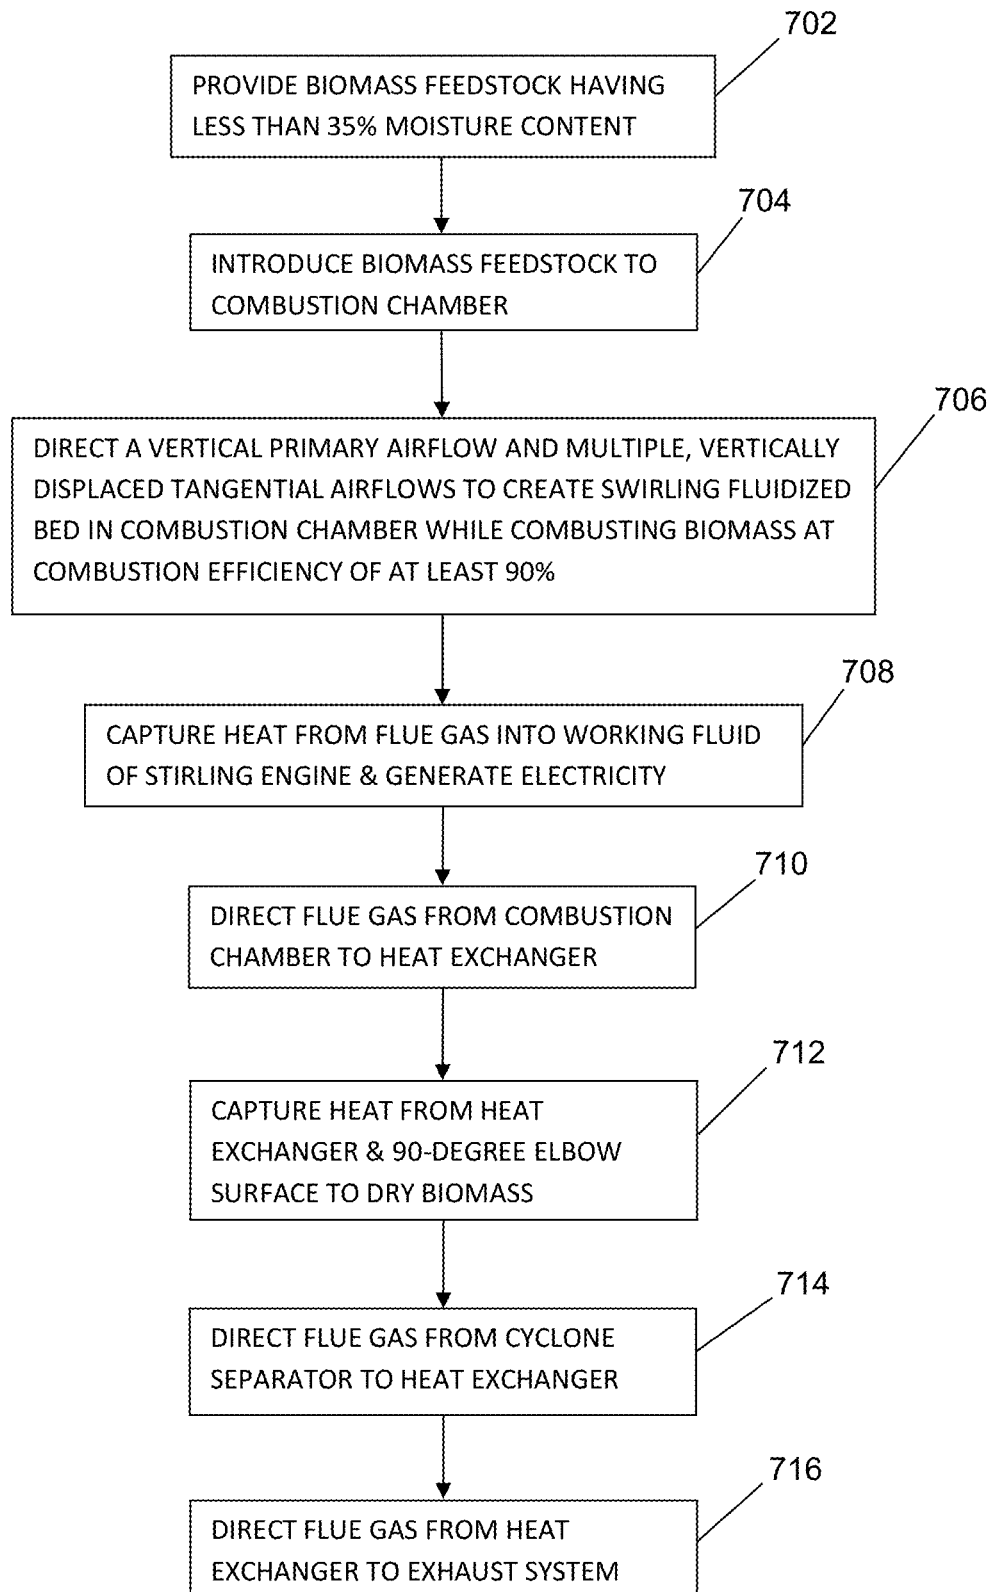 702
PROVIDE BIOMASS FEEDSTOCK HAVING
LESS THAN 35% MOISTURE CONTENT
704
INTRODUCE BIOMASS FEEDSTOCK TO
COMBUSTION CHAMBER
706
DIRECT A VERTICAL PRIMARY AIRFLOW AND MULTIPLE, VERTICALLY
DISPLACED TANGENTIAL AIRFLOWS TO CREATE SWIRLING FLUIDIZED
BED IN COMBUSTION CHAMBER WHILE COMBUSTING BIOMASS AT
COMBUSTION EFFICIENCY OF AT LEAST 90%
708
CAPTURE HEAT FROM FLUE GAS INTO WORKING FLUID
OF STIRLING ENGINE & GENERATE ELECTRICITY
710
DIRECT FLUE GAS FROM COMBUSTION
CHAMBER TO HEAT EXCHANGER
712
CAPTURE HEAT FROM HEAT
EXCHANGER & 90-DEGREE ELBOW
SURFACE TO DRY BIOMASS
714
DIRECT FLUE GAS FROM CYCLONE
SEPARATOR TO HEAT EXCHANGER
716
DIRECT FLUE GAS FROM HEAT
EXCHANGER TO EXHAUST SYSTEM